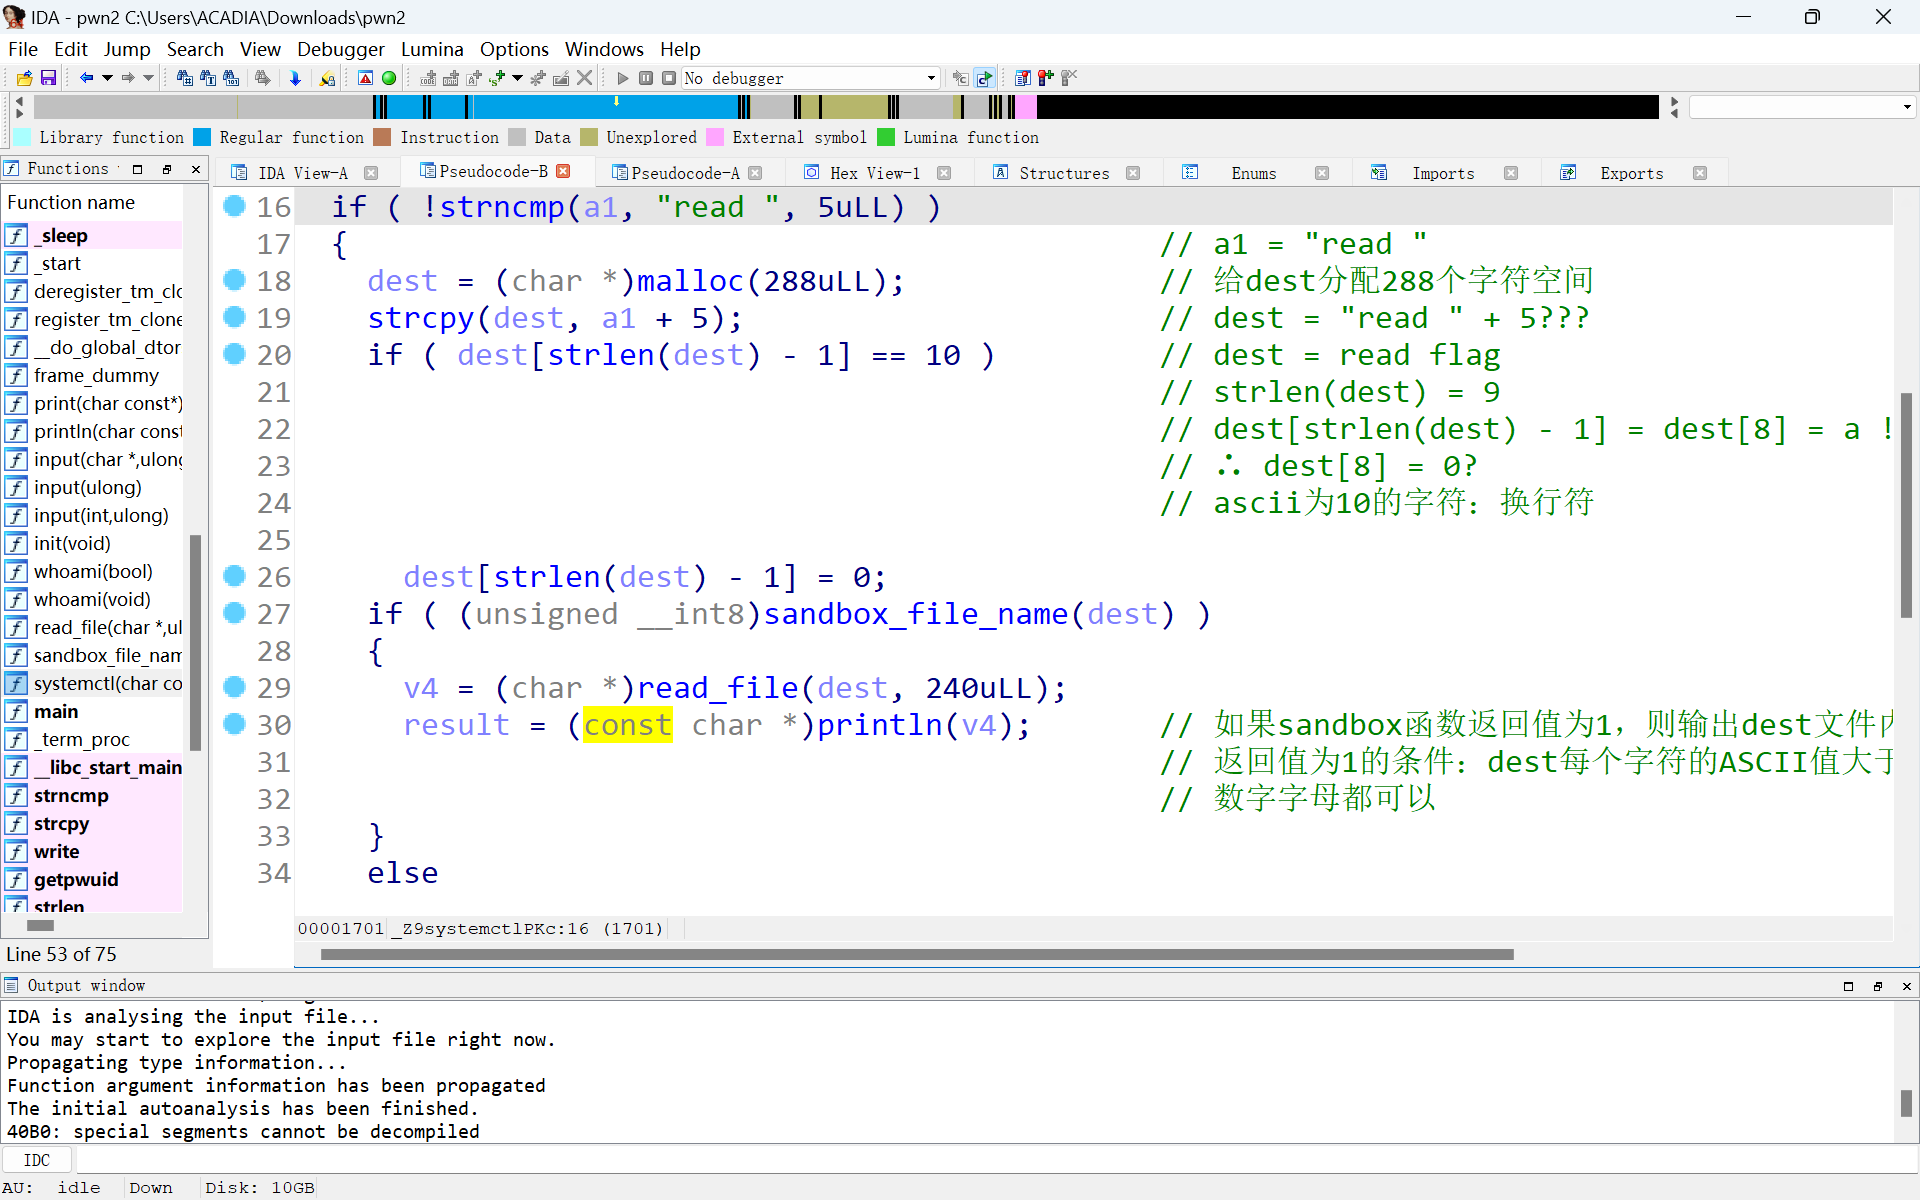 IDA - pwn2 C:\Users\ACADIA\Downloads\pwn2
File Edit Jump Search View Debugger Lumina Options Windows Help
No debugger
Library function Regular function Instruction Data Unexplored External symbol Lumina function
Functions
IDA View-A Pseudocode-B Pseudocode-A Hex View-1 Structures Enums Imports Exports
Function name
_sleep
_start
deregister_tm_clo
register_tm_clone
__do_global_dtor
frame_dummy
print(char const*)
println(char const
input(char *,ulong
input(ulong)
input(int,ulong)
init(void)
whoami(bool)
whoami(void)
read_file(char *,ul
sandbox_file_nam
systemctl(char co
main
_term_proc
__libc_start_main
strncmp
strcpy
write
getpwuid
strlen
Line 53 of 75
16 if ( !strncmp(a1, "read ", 5uLL) )
17 { // a1 = "read "
18 dest = (char *)malloc(288uLL); // 给dest分配288个字符空间
19 strcpy(dest, a1 + 5); // dest = "read " + 5???
20 if ( dest[strlen(dest) - 1] == 10 ) // dest = read flag
21 // strlen(dest) = 9
22 // dest[strlen(dest) - 1] = dest[8] = a !
23 // ∴ dest[8] = 0?
24 // ascii为10的字符：换行符
25
26 dest[strlen(dest) - 1] = 0;
27 if ( (unsigned __int8)sandbox_file_name(dest) )
28 {
29 v4 = (char *)read_file(dest, 240uLL);
30 result = (const char *)println(v4); // 如果sandbox函数返回值为1，则输出dest文件内
31 // 返回值为1的条件：dest每个字符的ASCII值大于
32 // 数字字母都可以
33 }
34 else
00001701 _Z9systemctlPKc:16 (1701)
Output window
IDA is analysing the input file...
You may start to explore the input file right now.
Propagating type information...
Function argument information has been propagated
The initial autoanalysis has been finished.
40B0: special segments cannot be decompiled
IDC
AU: idle Down Disk: 10GB